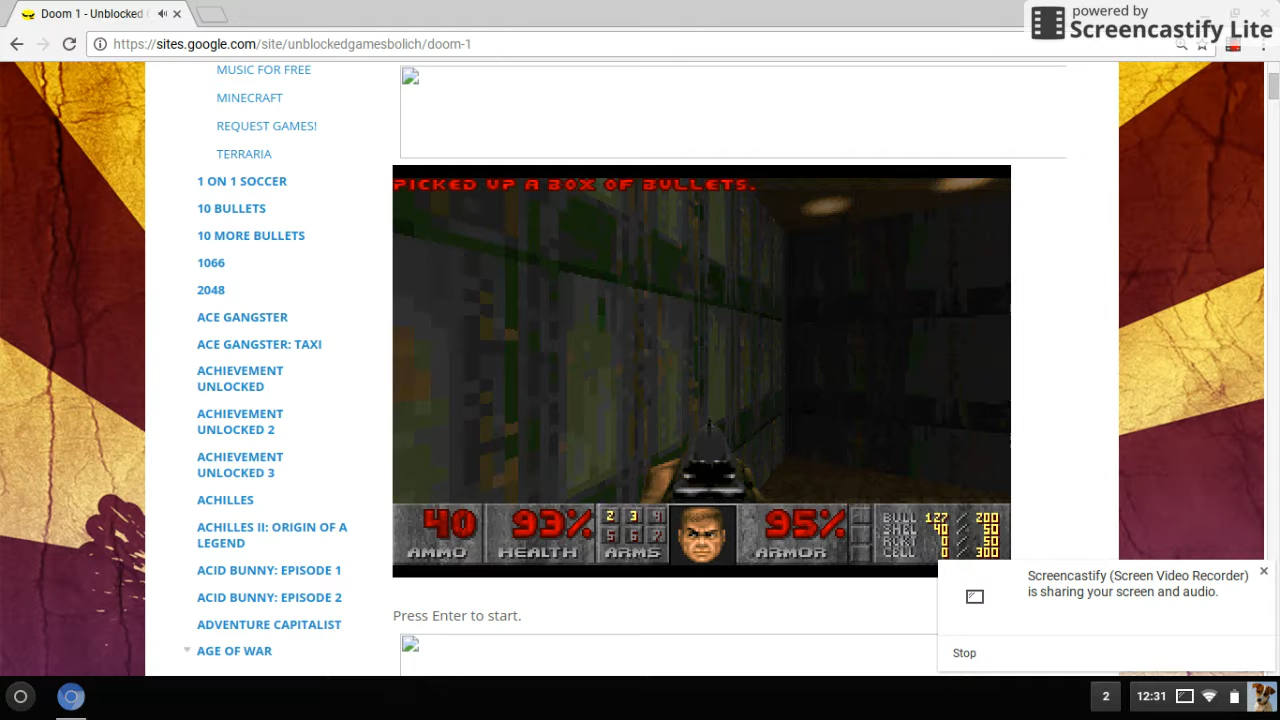 Doom 1 - Unblocked
powered by
Screencastify Lite
https://sites.google.com/site/unblockedgamesbolich/doom-1
MUSIC FOR FREE
MINECRAFT
REQUEST GAMES!
TERRARIA
1 ON 1 SOCCER
10 BULLETS
10 MORE BULLETS
1066
2048
ACE GANGSTER
ACE GANGSTER: TAXI
ACHIEVEMENT
UNLOCKED
ACHIEVEMENT
UNLOCKED 2
ACHIEVEMENT
UNLOCKED 3
ACHILLES
ACHILLES II: ORIGIN OF A
LEGEND
ACID BUNNY: EPISODE 1
ACID BUNNY: EPISODE 2
ADVENTURE CAPITALIST
AGE OF WAR
PICKED UP A BOX OF BULLETS.
40 93% 2 3 4 95%
5 6 7
AMMO HEALTH ARMS ARMOR
BULL 127 / 200
SHEL 40 / 50
RCKT 0 / 50
CELL 0 / 300
Press Enter to start.
Screencastify (Screen Video Recorder)
is sharing your screen and audio.
Stop
2 12:31